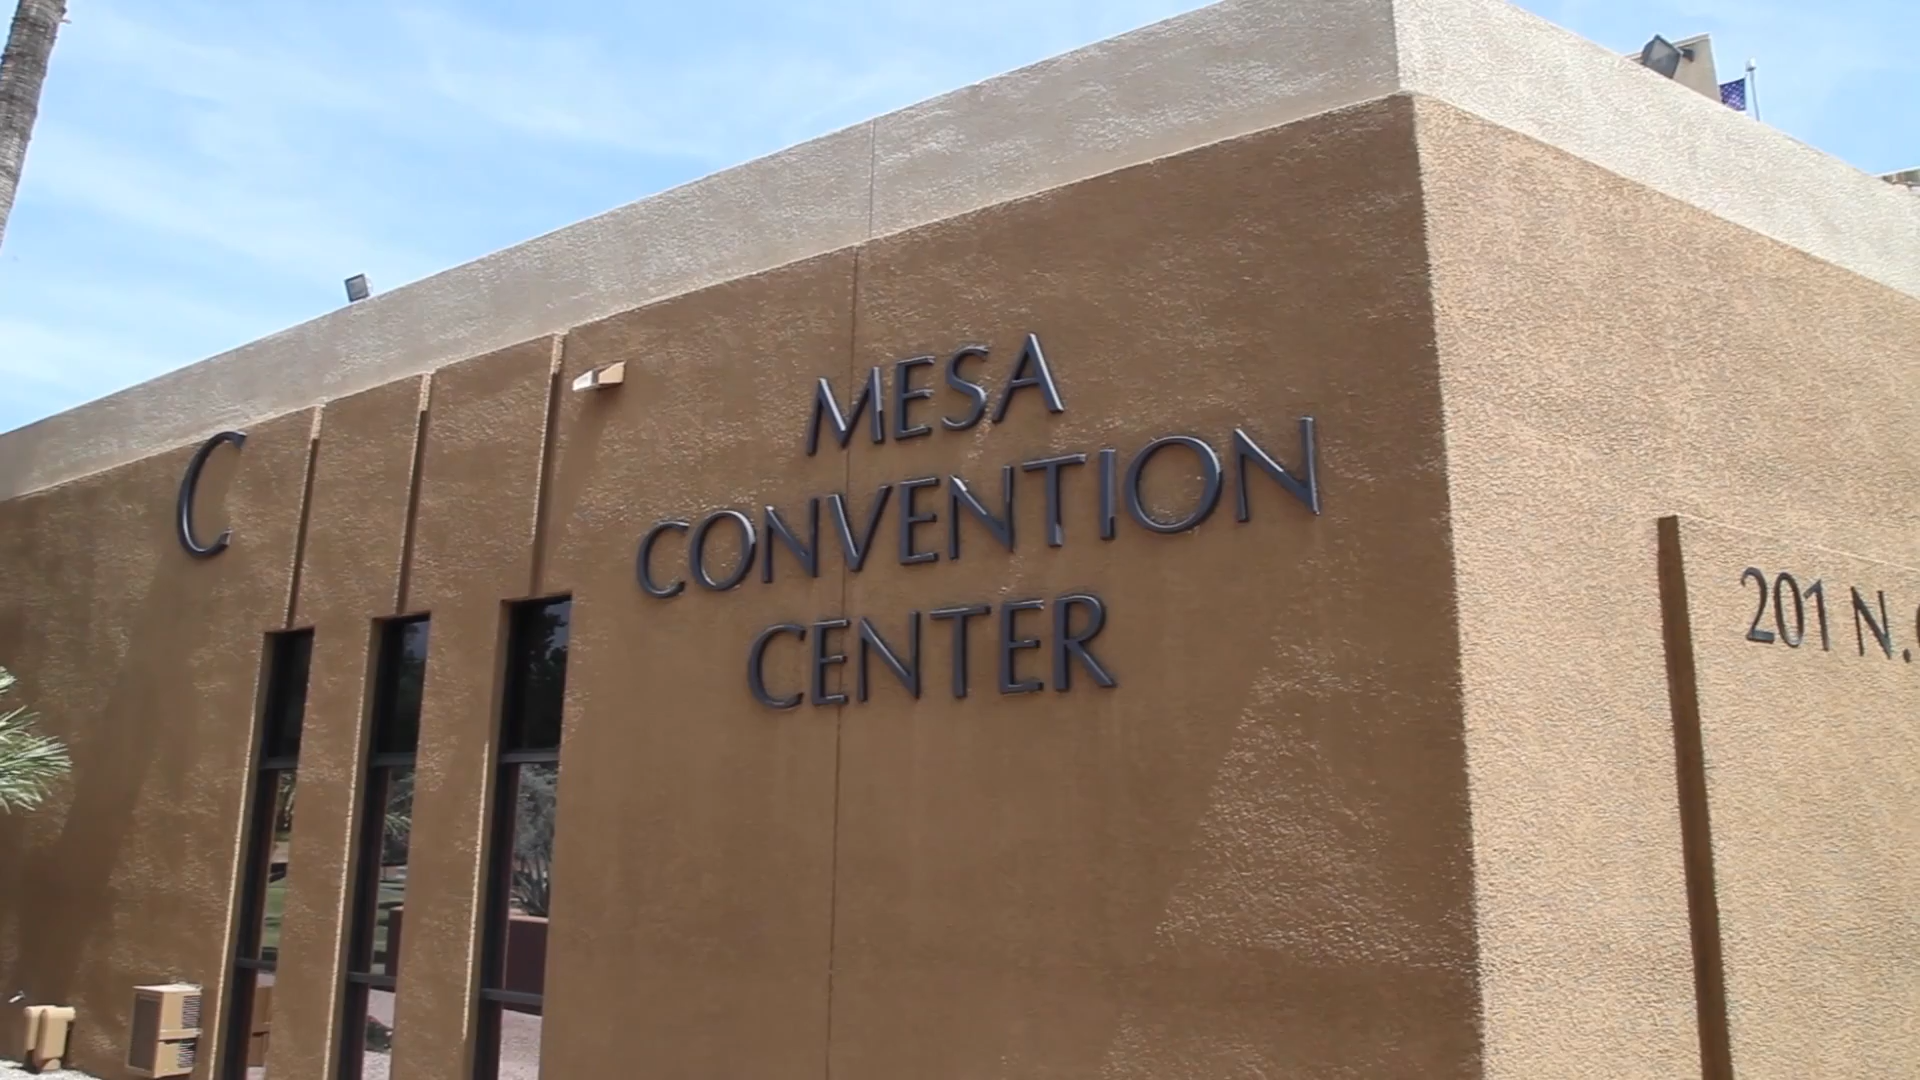 C
MESA
CONVENTION
CENTER
201 N.